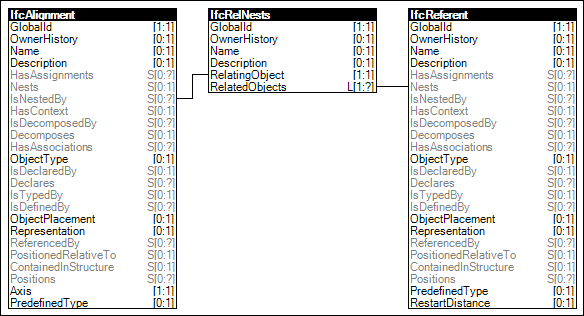 IfcAlignment
GlobalId [1:1]
OwnerHistory [0:1]
Name [0:1]
Description [0:1]
HasAssignments S[0:?]
Nests S[0:1]
IsNestedBy S[0:?]
HasContext S[0:1]
IsDecomposedBy S[0:?]
Decomposes S[0:1]
HasAssociations S[0:?]
ObjectType [0:1]
IsDeclaredBy S[0:1]
Declares S[0:?]
IsTypedBy S[0:1]
IsDefinedBy S[0:?]
ObjectPlacement [0:1]
Representation [0:1]
ReferencedBy S[0:?]
PositionedRelativeTo S[0:1]
ContainedInStructure S[0:1]
Positions S[0:?]
Axis [1:1]
PredefinedType [0:1]
IfcRelNests
GlobalId [1:1]
OwnerHistory [0:1]
Name [0:1]
Description [0:1]
RelatingObject [1:1]
RelatedObjects L[1:?]
IfcReferent
GlobalId [1:1]
OwnerHistory [0:1]
Name [0:1]
Description [0:1]
HasAssignments S[0:?]
Nests S[0:1]
IsNestedBy S[0:?]
HasContext S[0:1]
IsDecomposedBy S[0:?]
Decomposes S[0:1]
HasAssociations S[0:?]
ObjectType [0:1]
IsDeclaredBy S[0:1]
Declares S[0:?]
IsTypedBy S[0:1]
IsDefinedBy S[0:?]
ObjectPlacement [0:1]
Representation [0:1]
ReferencedBy S[0:?]
PositionedRelativeTo S[0:1]
ContainedInStructure S[0:1]
Positions S[0:?]
PredefinedType [0:1]
RestartDistance [0:1]